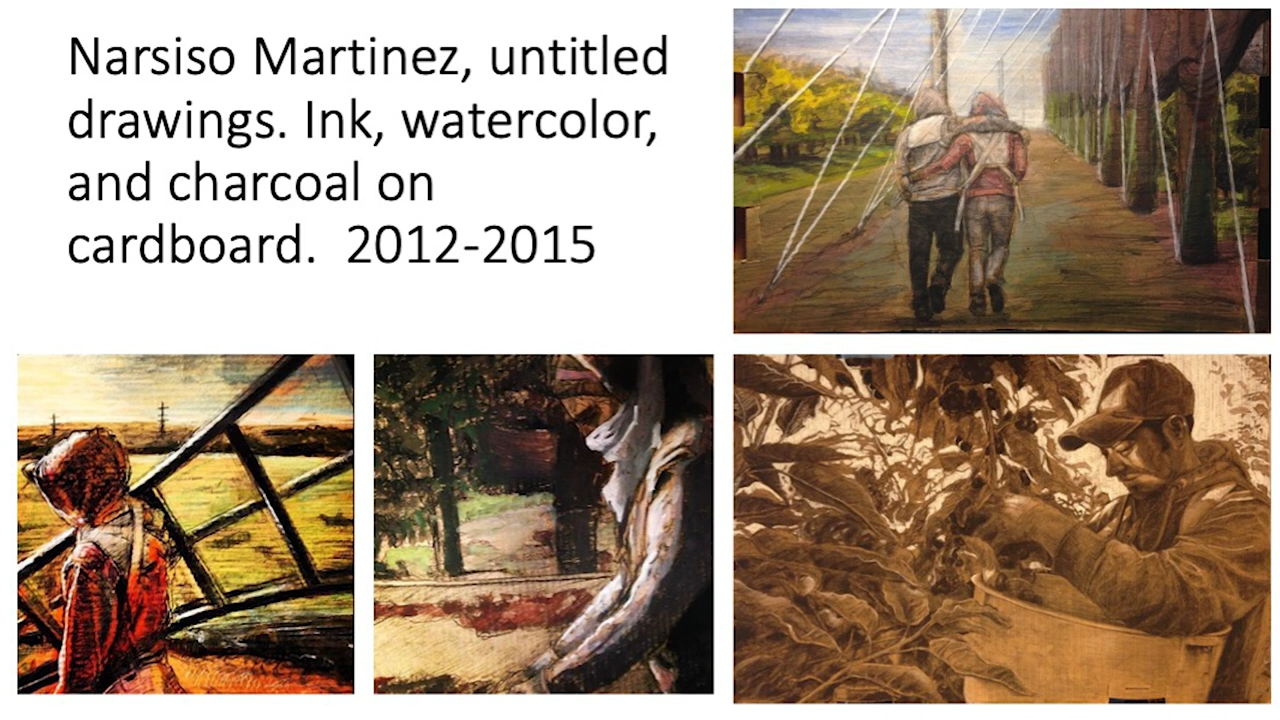 Narsiso Martinez, untitled
drawings. Ink, watercolor,
and charcoal on
cardboard.  2012-2015